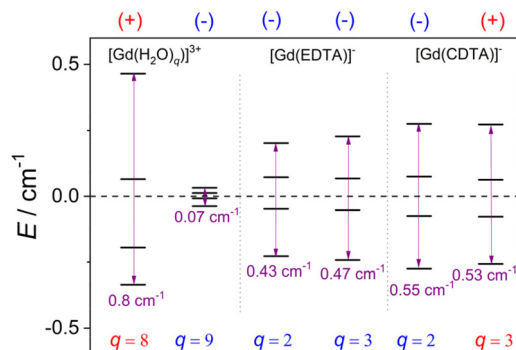 (+) (-) (-) (-) (-) (+)
[Gd(H₂O)q]³⁺ [Gd(EDTA)]⁻ [Gd(CDTA)]⁻
0.5
0.0
-0.5
E / cm⁻¹
0.8 cm⁻¹
0.07 cm⁻¹
0.43 cm⁻¹
0.47 cm⁻¹
0.55 cm⁻¹
0.53 cm⁻¹
q = 8 q = 9 q = 2 q = 3 q = 2 q = 3